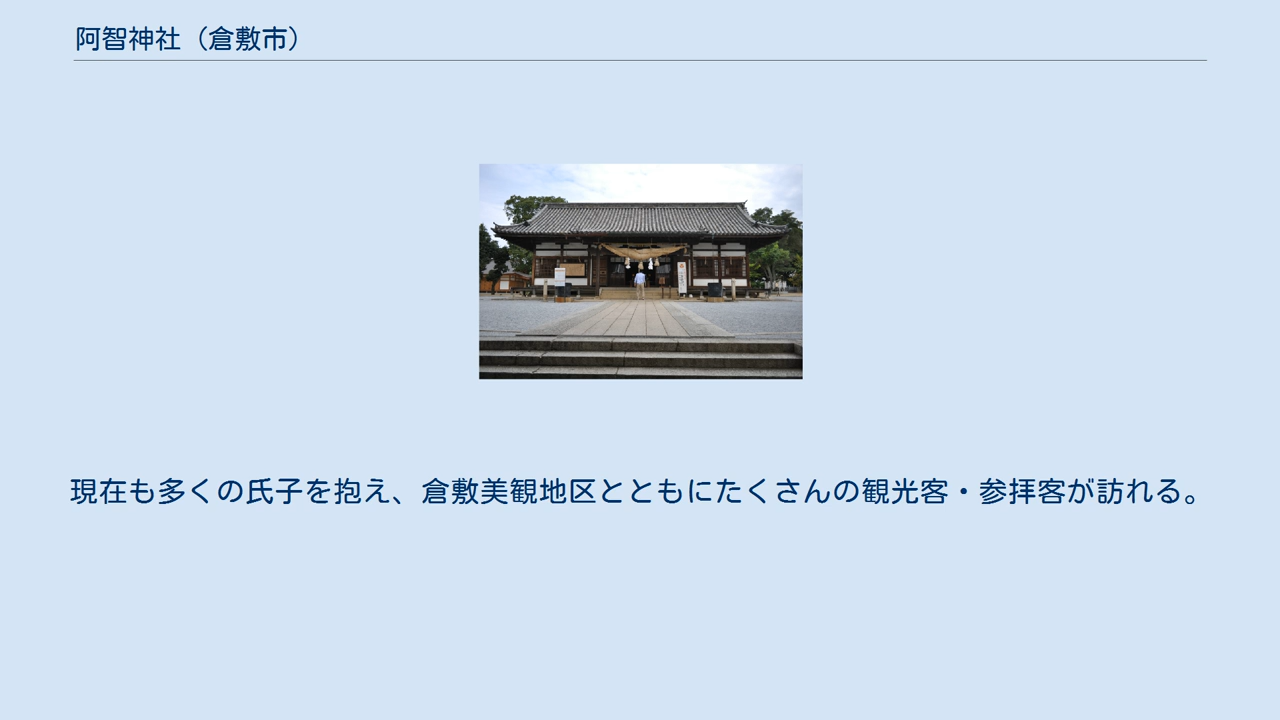 阿智神社（倉敷市）
現在も多くの氏子を抱え、倉敷美観地区とともにたくさんの観光客・参拝客が訪れる。